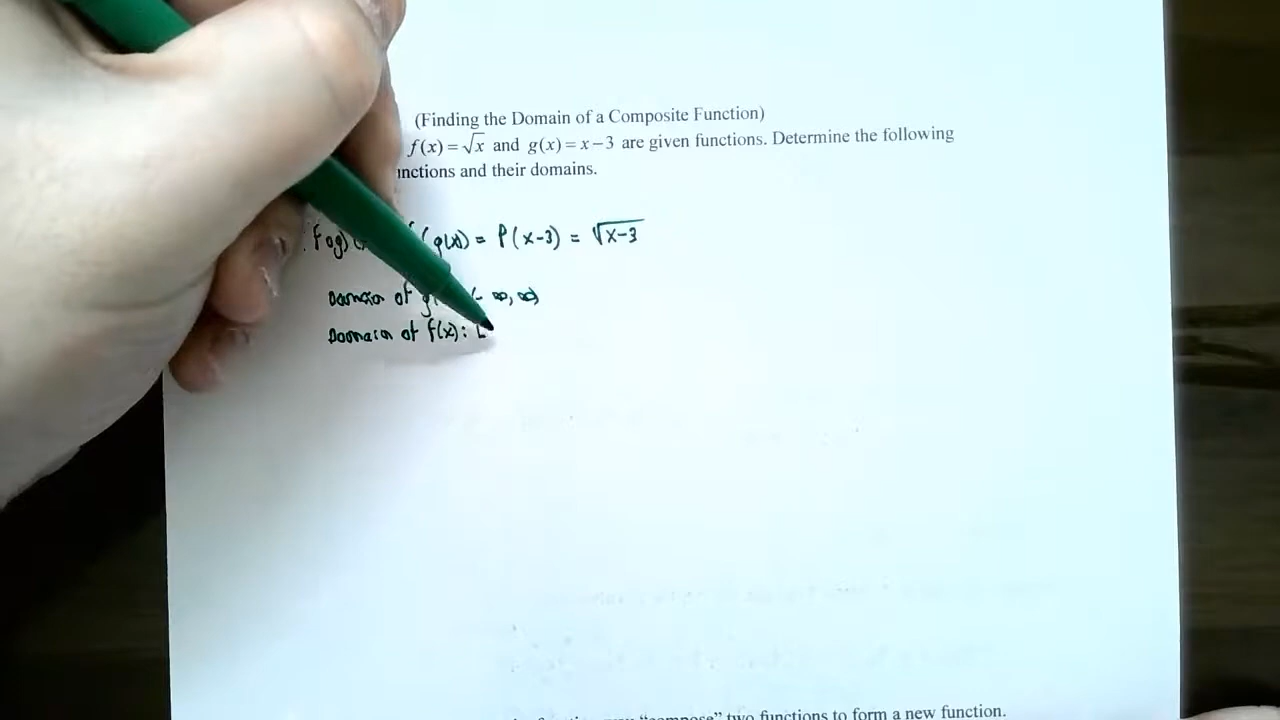 (Finding the Domain of a Composite Function)
f(x)=√x and g(x)=x−3 are given functions. Determine the following
and their domains.
(g(x) = f(x-3) = √x-3
Domain of ∞, ∞)
Domain of f(x): [
"compose" two functions to form a new function.